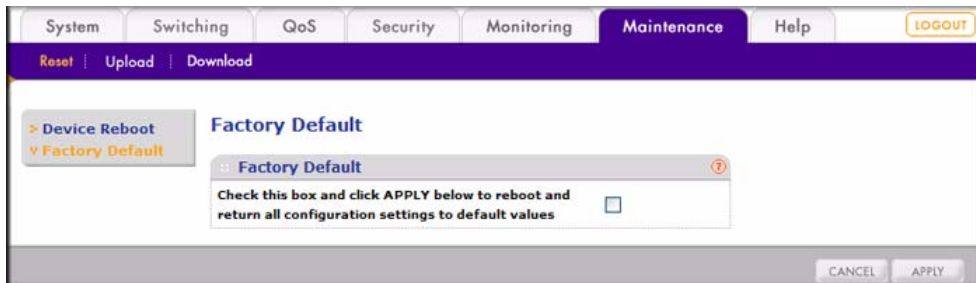 System Switching QoS Security Monitoring Maintenance Help LOGOUT
Reset Upload Download
> Device Reboot
˅ Factory Default
Factory Default
Factory Default ?
Check this box and click APPLY below to reboot and
return all configuration settings to default values
CANCEL APPLY